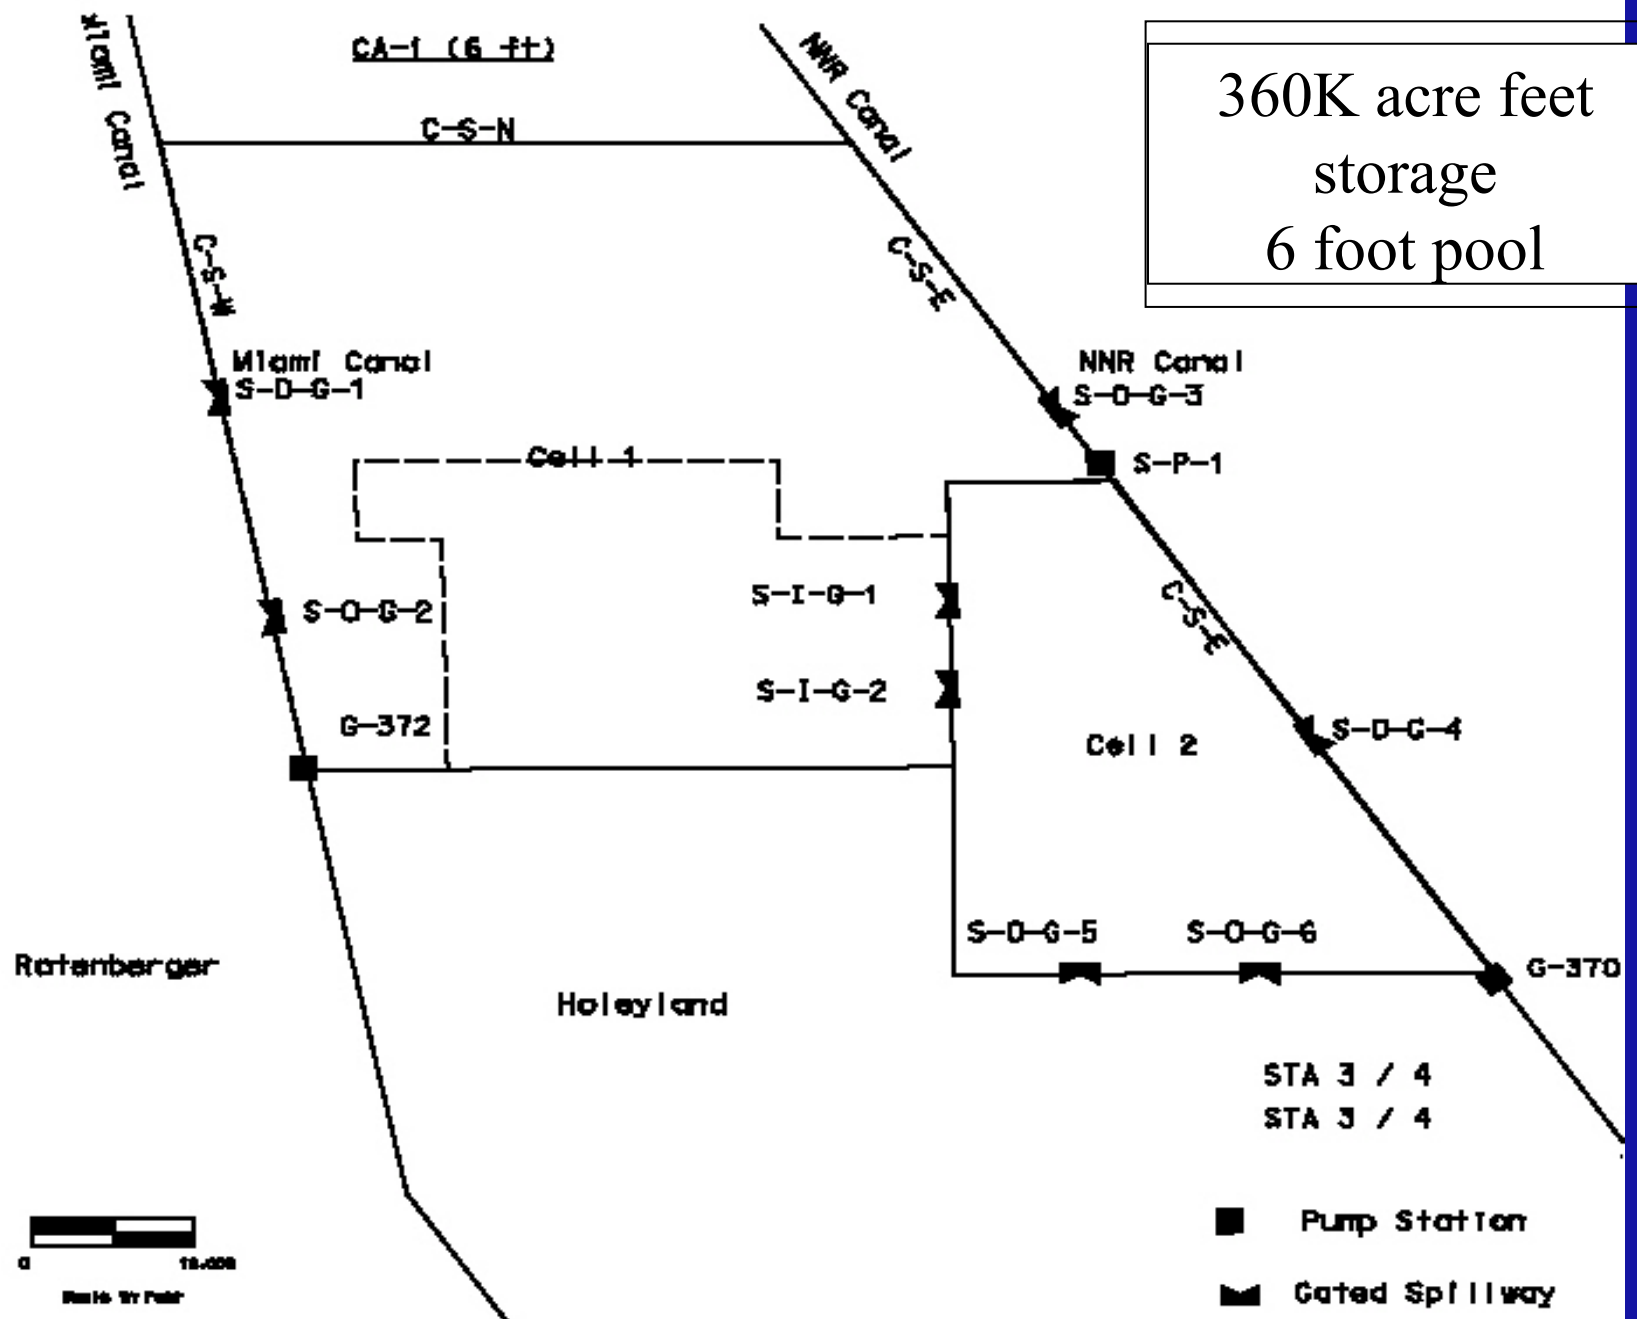 CA-1 (6 ft)
NNR Canal
360K acre feet
storage
6 foot pool
Canal
C-S-N
C-S-W
C-S-E
Miami Canal
S-O-G-1
NNR Canal
S-O-G-3
Cell 1
S-P-1
S-I-G-1
S-O-G-2
C-S-E
S-I-G-2
G-372
Cell 2
S-O-G-4
S-O-G-5
S-O-G-6
Rotenberger
G-370
Holeyland
STA 3 / 4
STA 3 / 4
Pump Station
0
Gated Spillway